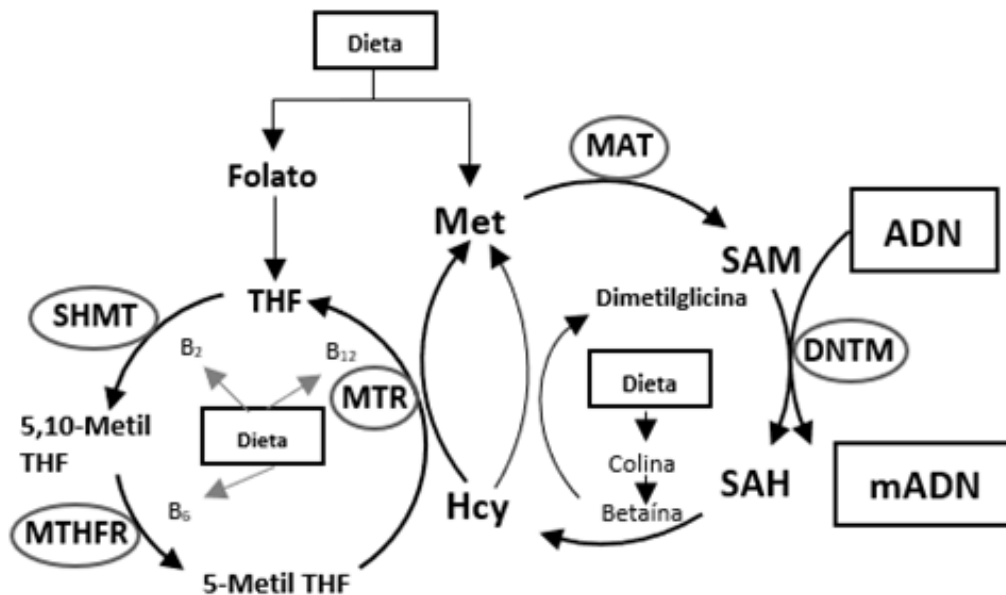 Dieta
Folato
MAT
Met
ADN
SAM
THF
Dimetilglicina
SHMT
B₂
B₁₂
DNTM
MTR
Dieta
Dieta
5,10-Metil
THF
Colina
SAH
mADN
Hcy
Betaína
B₆
MTHFR
5-Metil THF